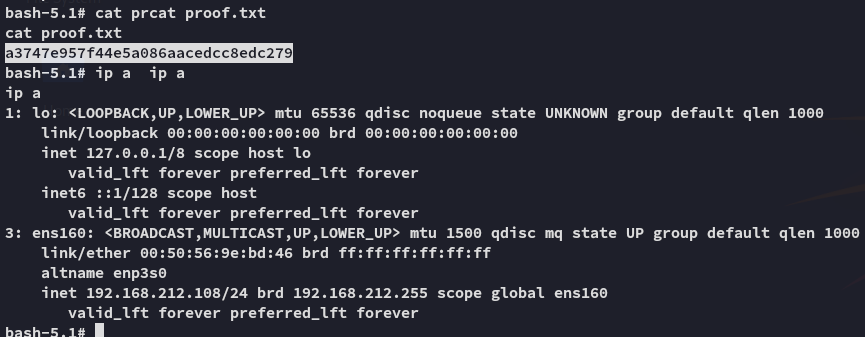 bash-5.1# cat prcat proof.txt
cat proof.txt
a3747e957f44e5a086aacedcc8edc279
bash-5.1# ip a  ip a
ip a
1: lo: <LOOPBACK,UP,LOWER_UP> mtu 65536 qdisc noqueue state UNKNOWN group default qlen 1000
    link/loopback 00:00:00:00:00:00 brd 00:00:00:00:00:00
    inet 127.0.0.1/8 scope host lo
       valid_lft forever preferred_lft forever
    inet6 ::1/128 scope host
       valid_lft forever preferred_lft forever
3: ens160: <BROADCAST,MULTICAST,UP,LOWER_UP> mtu 1500 qdisc mq state UP group default qlen 1000
    link/ether 00:50:56:9e:bd:46 brd ff:ff:ff:ff:ff:ff
    altname enp3s0
    inet 192.168.212.108/24 brd 192.168.212.255 scope global ens160
       valid_lft forever preferred_lft forever
bash-5.1#